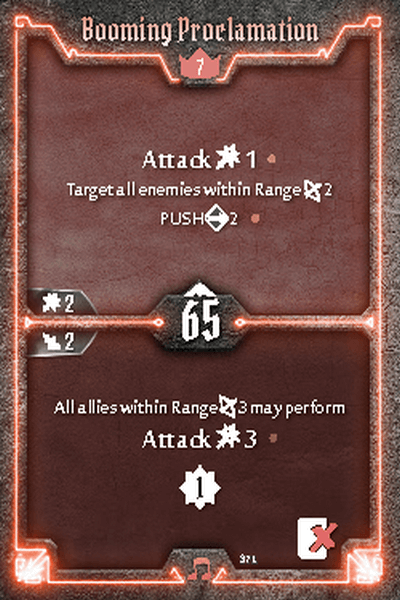 Booming Proclamation
7
Attack 1
Target all enemies within Range 2
PUSH 2
2
65
2
All allies within Range 3 may perform
Attack 3
1